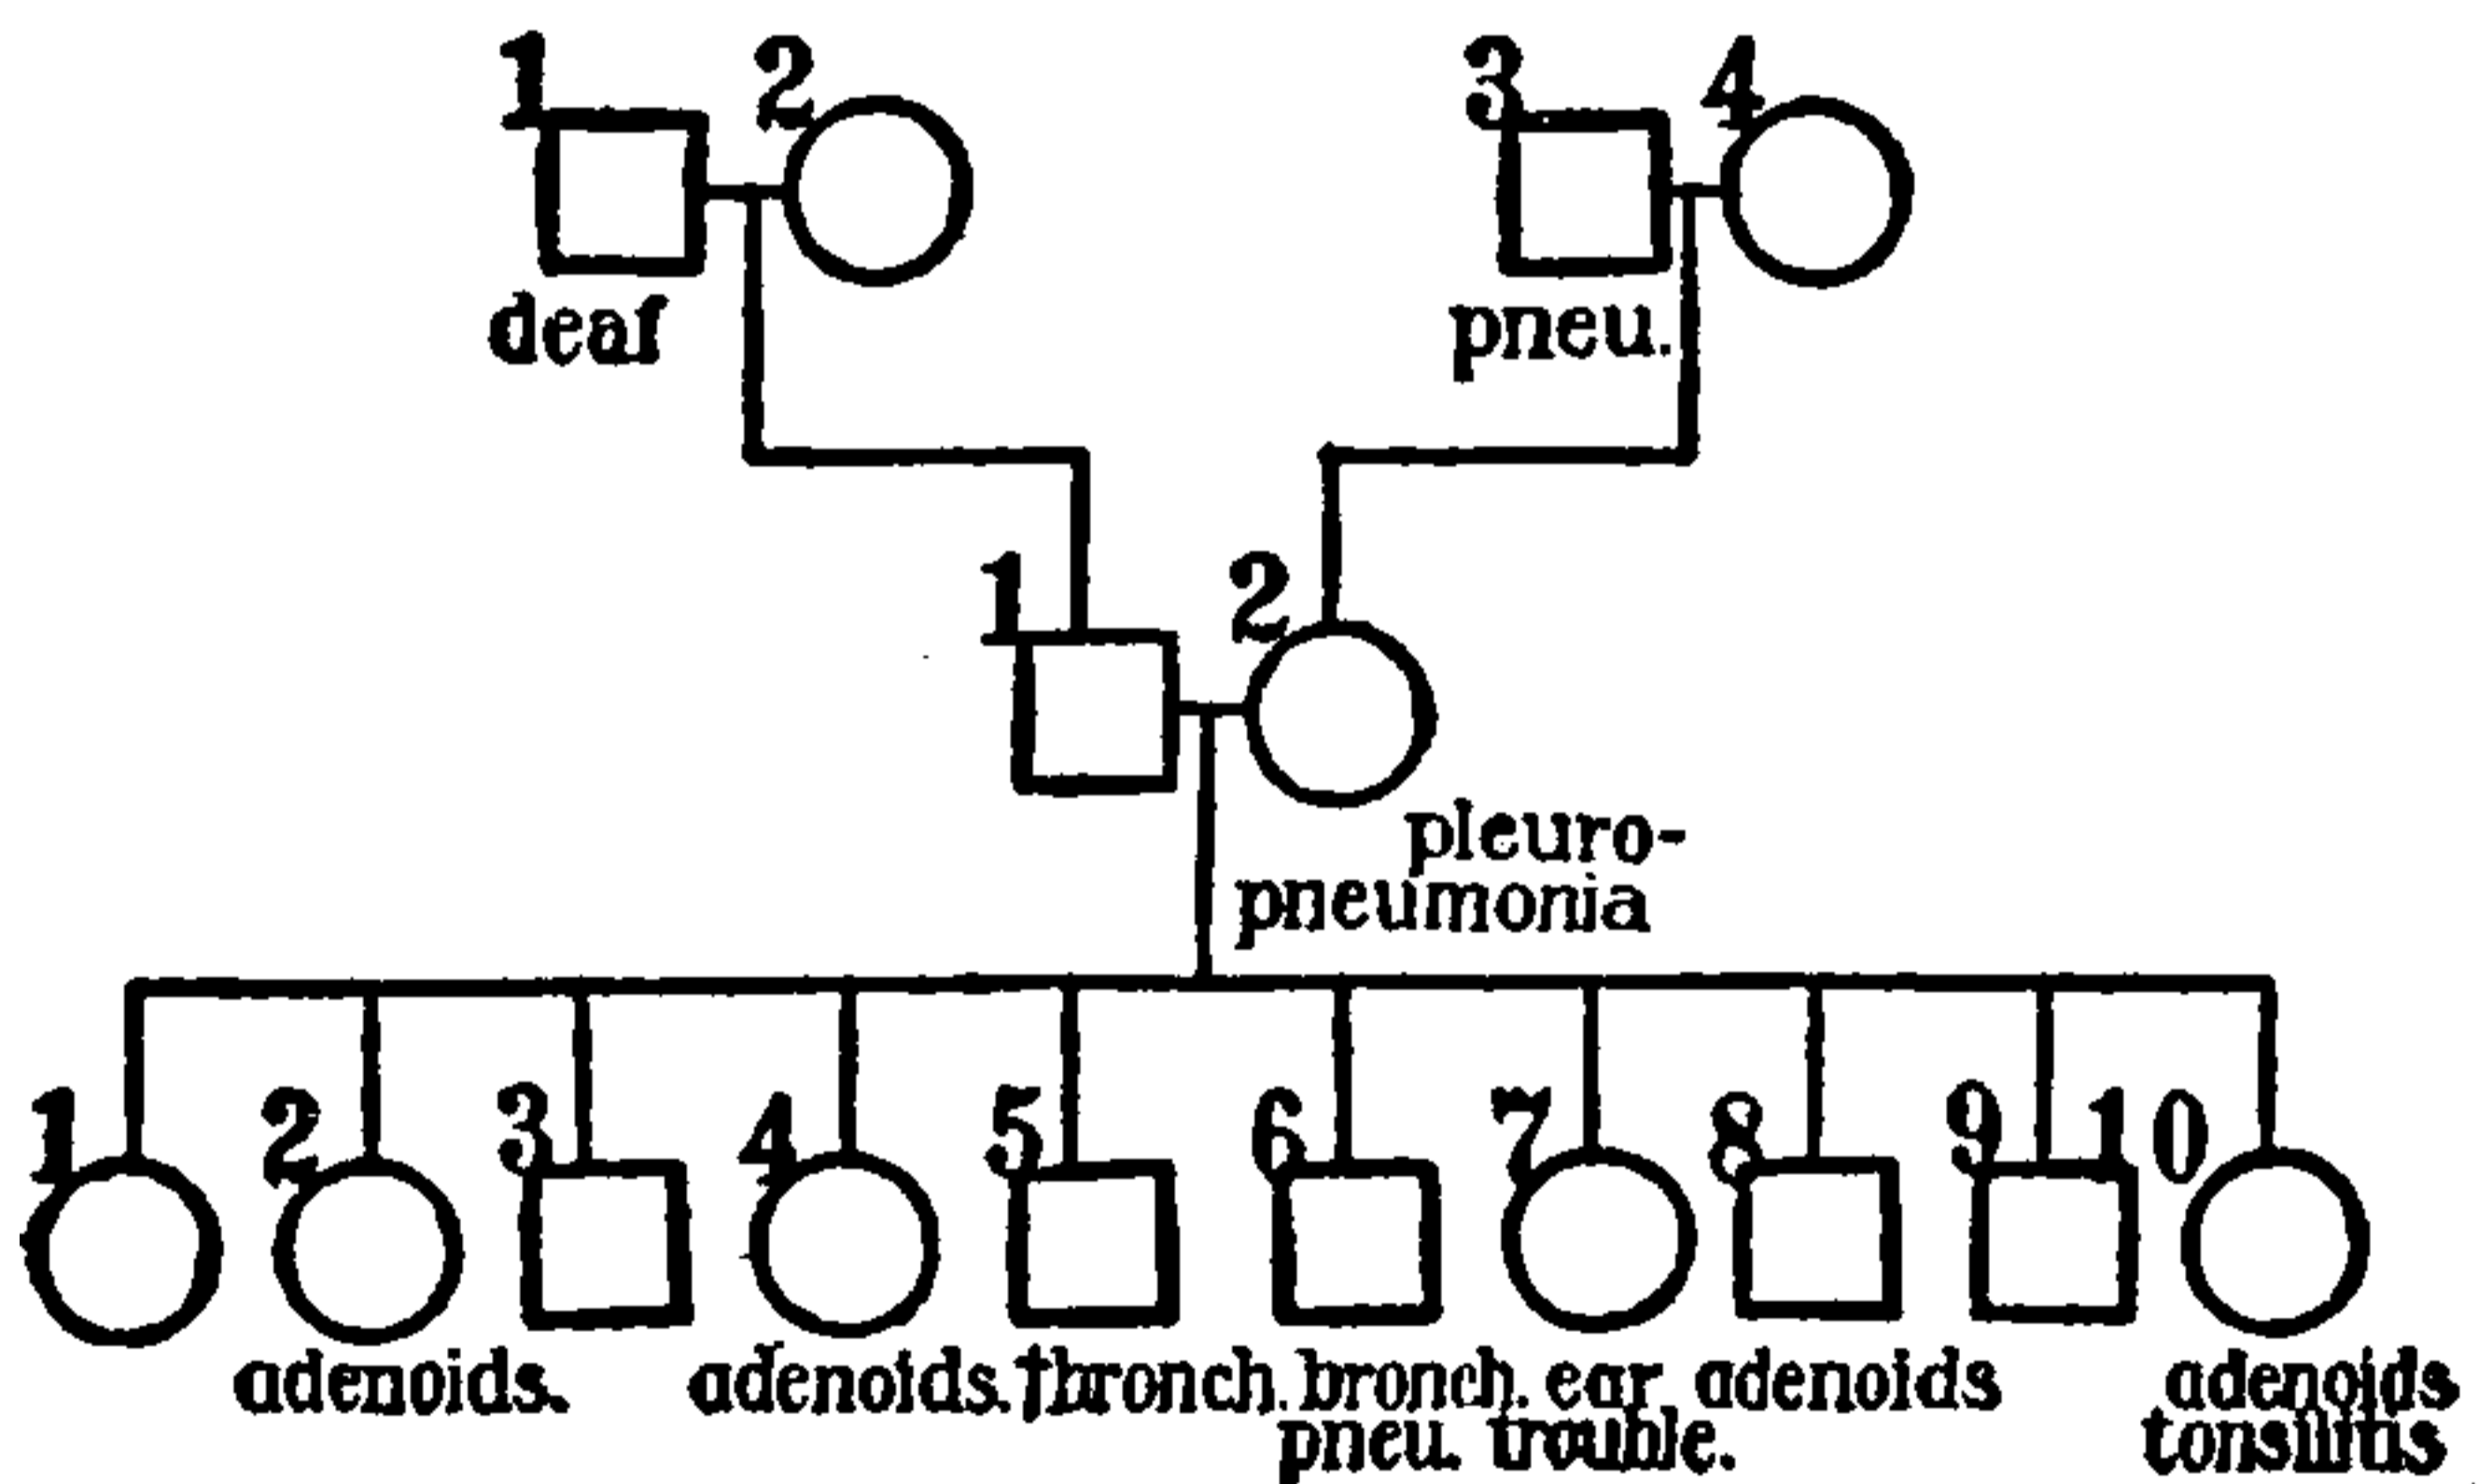 1 2 3 4
deaf pneu.
1 2
pleuro-
pneumonia
1 2 3 4 5 6 7 8 9 10
adenoids. adenoids. †bronch. bronch. ear adenoids adenoids
pneu. trouble. tonsilitis